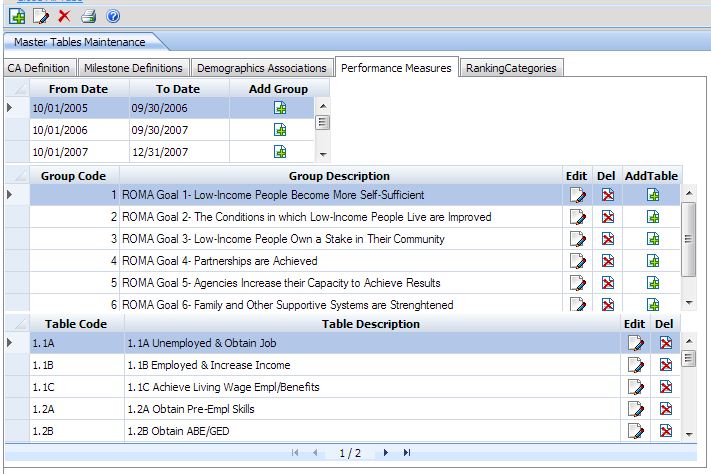 Master Tables Maintenance
CA Definition Milestone Definitions Demographics Associations Performance Measures RankingCategories
From Date To Date Add Group
10/01/2005 09/30/2006
10/01/2006 09/30/2007
10/01/2007 12/31/2007
Group Code Group Description Edit Del AddTable
1 ROMA Goal 1- Low-Income People Become More Self-Sufficient
2 ROMA Goal 2- The Conditions in which Low-Income People Live are Improved
3 ROMA Goal 3- Low-Income People Own a Stake in Their Community
4 ROMA Goal 4- Partnerships are Achieved
5 ROMA Goal 5- Agencies Increase their Capacity to Achieve Results
6 ROMA Goal 6- Family and Other Supportive Systems are Strenghtened
Table Code Table Description Edit Del
1.1A 1.1A Unemployed & Obtain Job
1.1B 1.1B Employed & Increase Income
1.1C 1.1C Achieve Living Wage Empl/Benefits
1.2A 1.2A Obtain Pre-Empl Skills
1.2B 1.2B Obtain ABE/GED
1 / 2